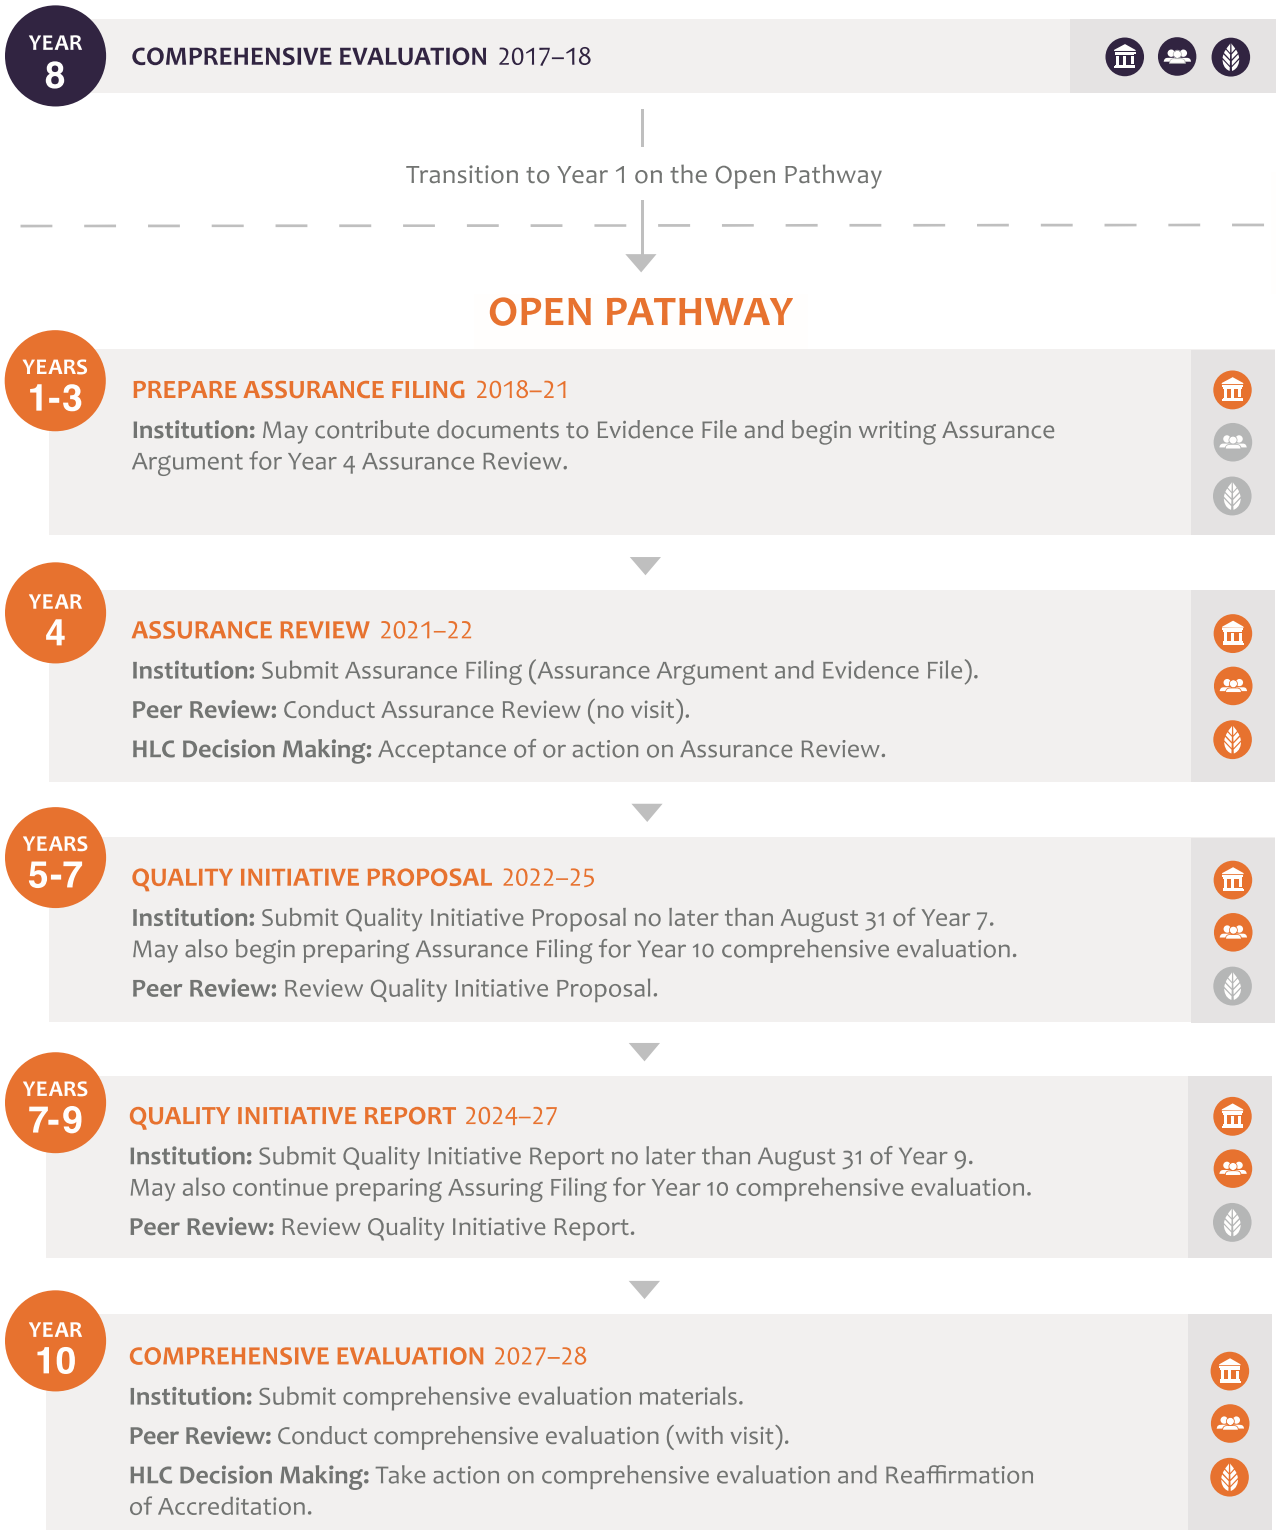 YEAR
8
COMPREHENSIVE EVALUATION 2017–18
Transition to Year 1 on the Open Pathway
OPEN PATHWAY
YEARS
1-3
PREPARE ASSURANCE FILING 2018–21
Institution: May contribute documents to Evidence File and begin writing Assurance
Argument for Year 4 Assurance Review.
YEAR
4
ASSURANCE REVIEW 2021–22
Institution: Submit Assurance Filing (Assurance Argument and Evidence File).
Peer Review: Conduct Assurance Review (no visit).
HLC Decision Making: Acceptance of or action on Assurance Review.
YEARS
5-7
QUALITY INITIATIVE PROPOSAL 2022–25
Institution: Submit Quality Initiative Proposal no later than August 31 of Year 7.
May also begin preparing Assurance Filing for Year 10 comprehensive evaluation.
Peer Review: Review Quality Initiative Proposal.
YEARS
7-9
QUALITY INITIATIVE REPORT 2024–27
Institution: Submit Quality Initiative Report no later than August 31 of Year 9.
May also continue preparing Assuring Filing for Year 10 comprehensive evaluation.
Peer Review: Review Quality Initiative Report.
YEAR
10
COMPREHENSIVE EVALUATION 2027–28
Institution: Submit comprehensive evaluation materials.
Peer Review: Conduct comprehensive evaluation (with visit).
HLC Decision Making: Take action on comprehensive evaluation and Reaffirmation
of Accreditation.